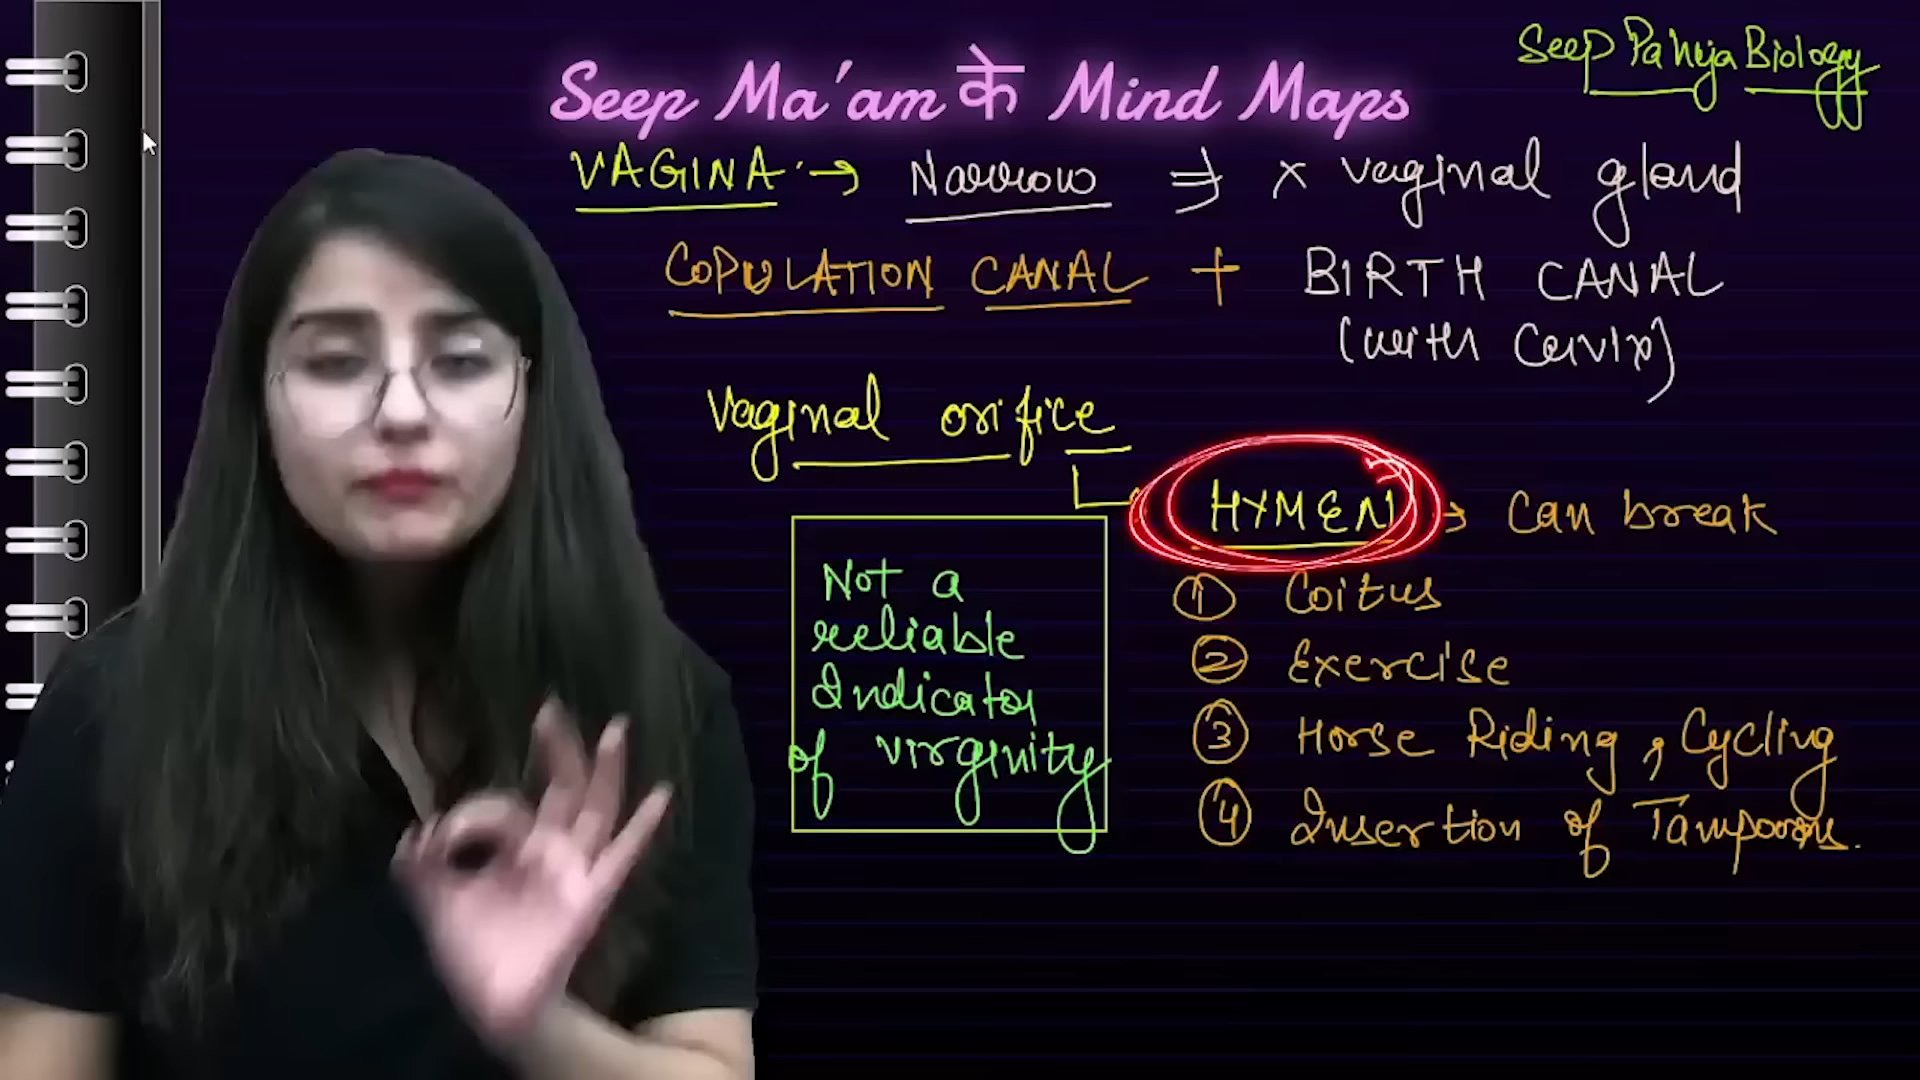 Seep Pahuja Biology
Seep Ma'am के Mind Maps
VAGINA → Narrow ⇒ x vaginal gland
COPULATION CANAL + BIRTH CANAL
(with Cervix)
Vaginal orifice
HYMEN → Can break
Not a
reliable
Indicator
of virginity
① Coitus
② Exercise
③ Horse Riding, Cycling
④ Insertion of Tampoons.